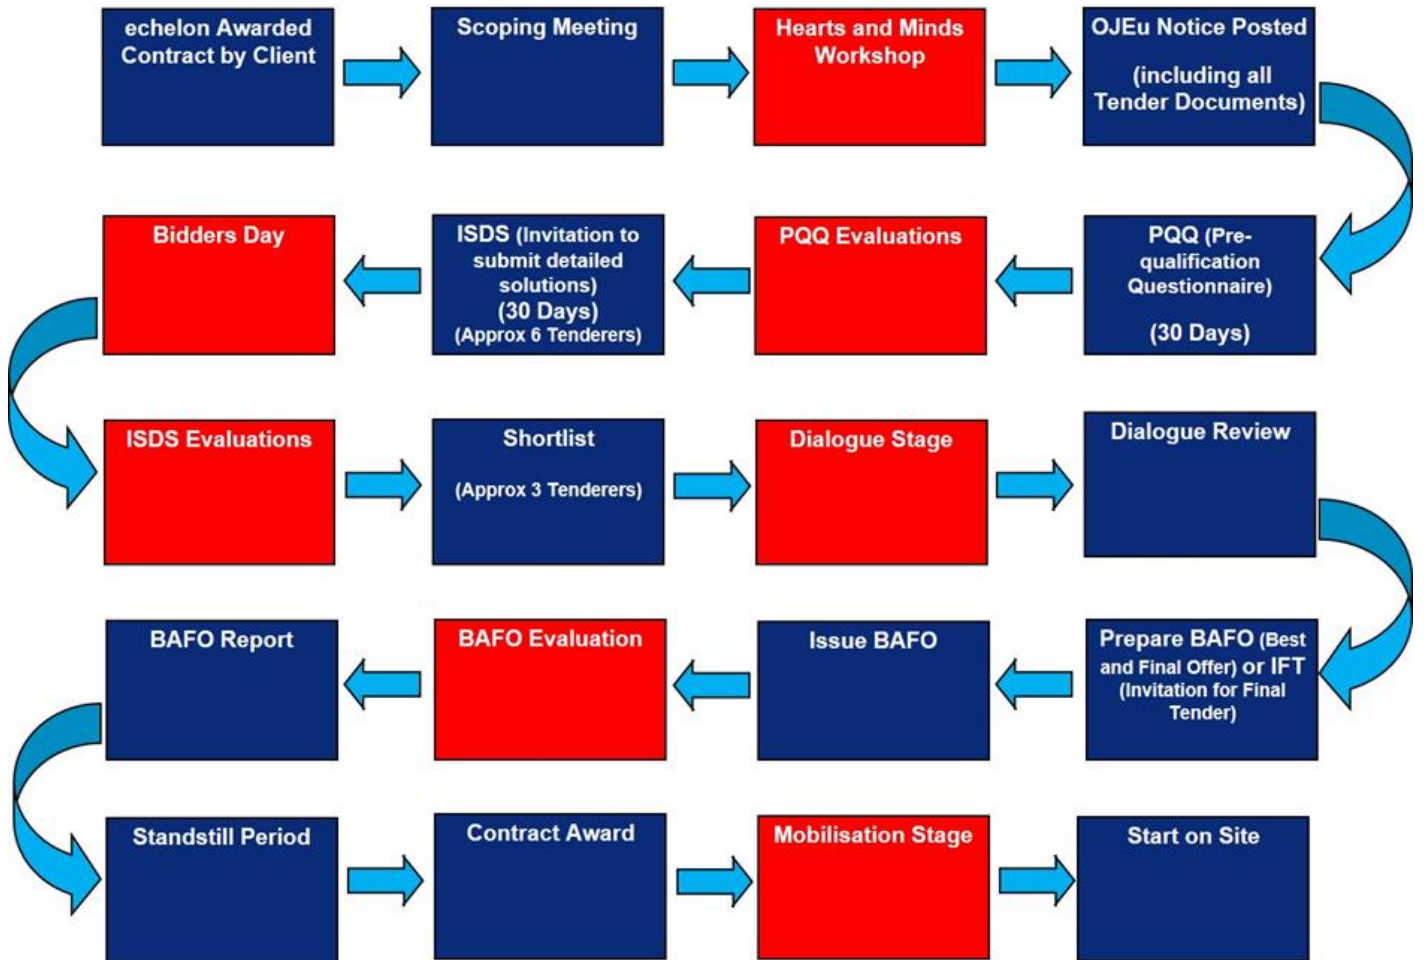 echelon Awarded
Contract by Client
Scoping Meeting
Hearts and Minds
Workshop
OJEu Notice Posted
(including all
Tender Documents)
PQQ (Pre-
qualification
Questionnaire)
(30 Days)
PQQ Evaluations
ISDS (Invitation to
submit detailed
solutions)
(30 Days)
(Approx 6 Tenderers)
Bidders Day
ISDS Evaluations
Shortlist
(Approx 3 Tenderers)
Dialogue Stage
Dialogue Review
Prepare BAFO (Best
and Final Offer) or IFT
(Invitation for Final
Tender)
Issue BAFO
BAFO Evaluation
BAFO Report
Standstill Period
Contract Award
Mobilisation Stage
Start on Site